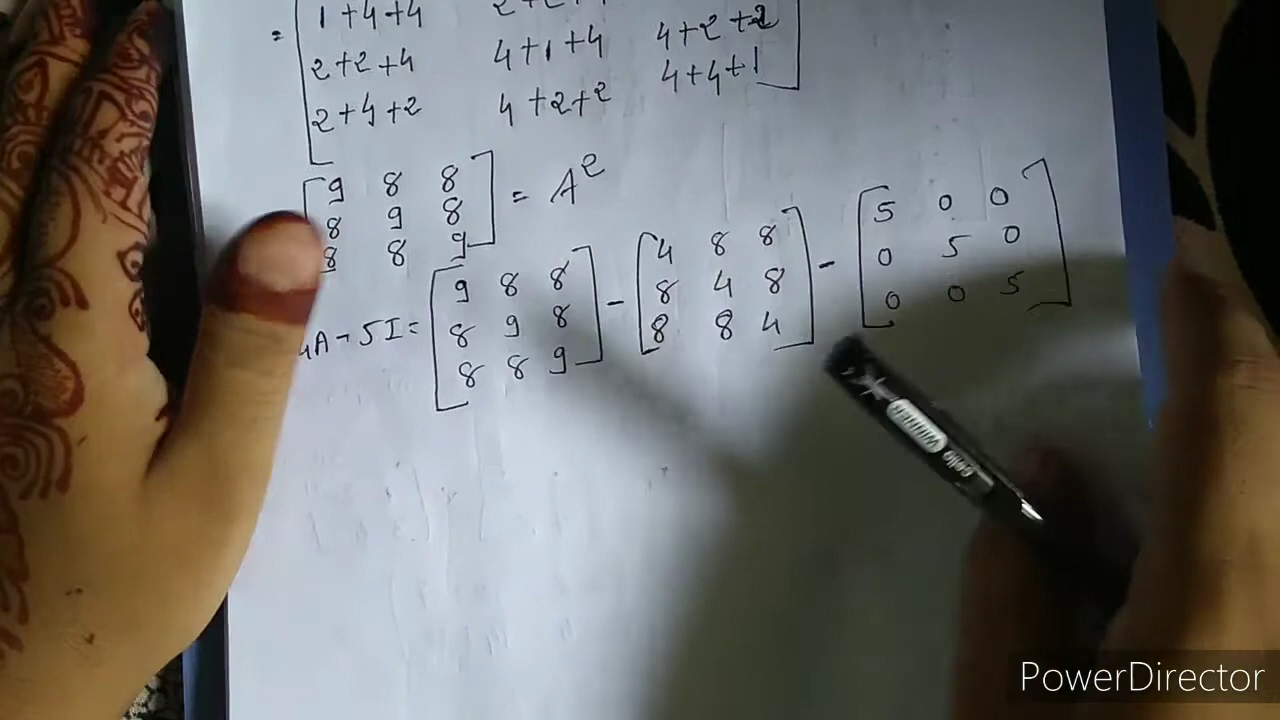 = 1+4+4
2+2+4 4+1+4 4+2+2
2+4+2 4+2+2 4+4+1
9 8 8
8 9 8 = A²
8 8 9
4A-5I = 9 8 8 - 4 8 8 - 5 0 0
8 9 8 8 4 8 0 5 0
8 8 9 8 8 4 0 0 5
WINNER
cello
PowerDirector